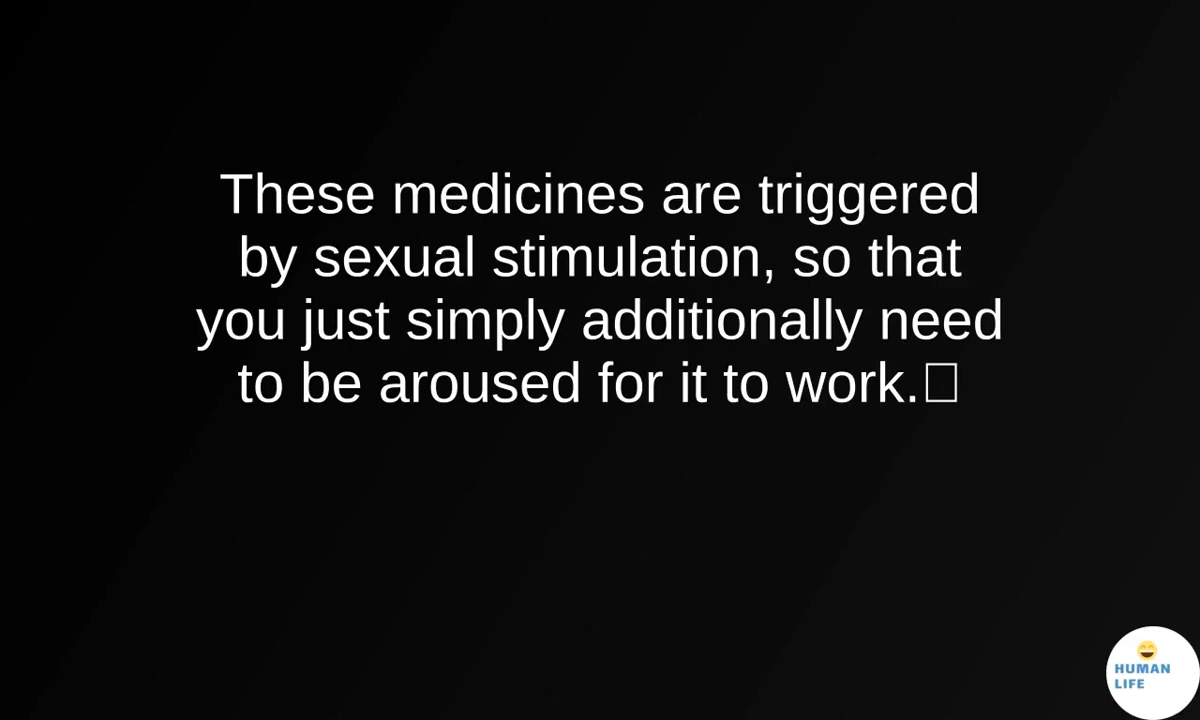 These medicines are triggered
by sexual stimulation, so that
you just simply additionally need
to be aroused for it to work.
HUMAN
LIFE